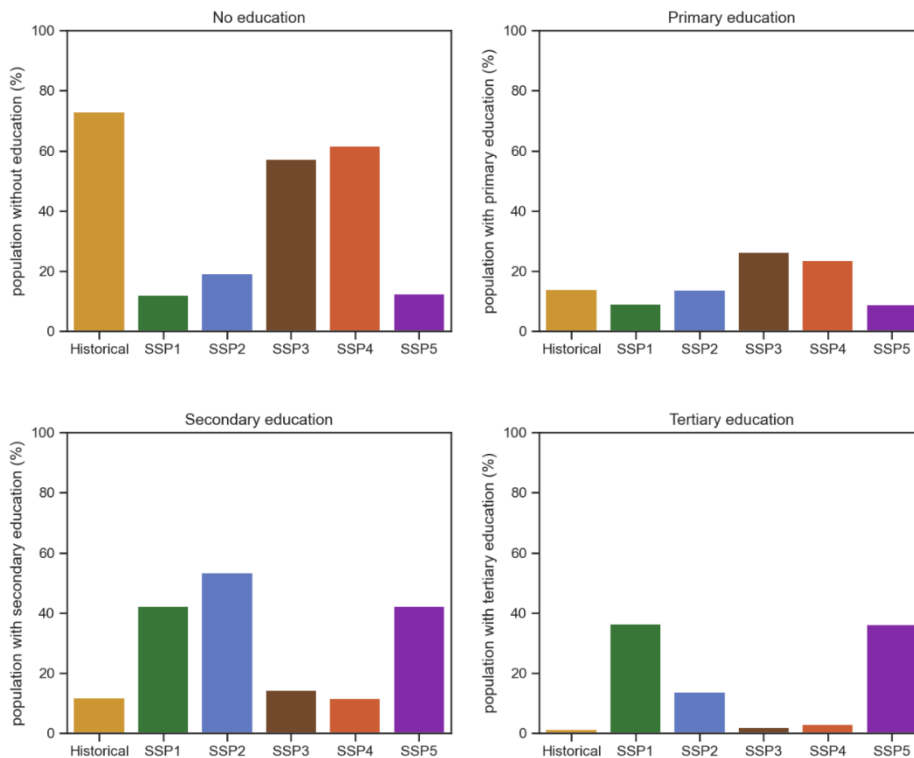 No education
population without education (%)
100
80
60
40
20
0
Historical SSP1 SSP2 SSP3 SSP4 SSP5
Primary education
population with primary education (%)
100
80
60
40
20
0
Historical SSP1 SSP2 SSP3 SSP4 SSP5
Secondary education
population with secondary education (%)
100
80
60
40
20
0
Historical SSP1 SSP2 SSP3 SSP4 SSP5
Tertiary education
population with tertiary education (%)
100
80
60
40
20
0
Historical SSP1 SSP2 SSP3 SSP4 SSP5